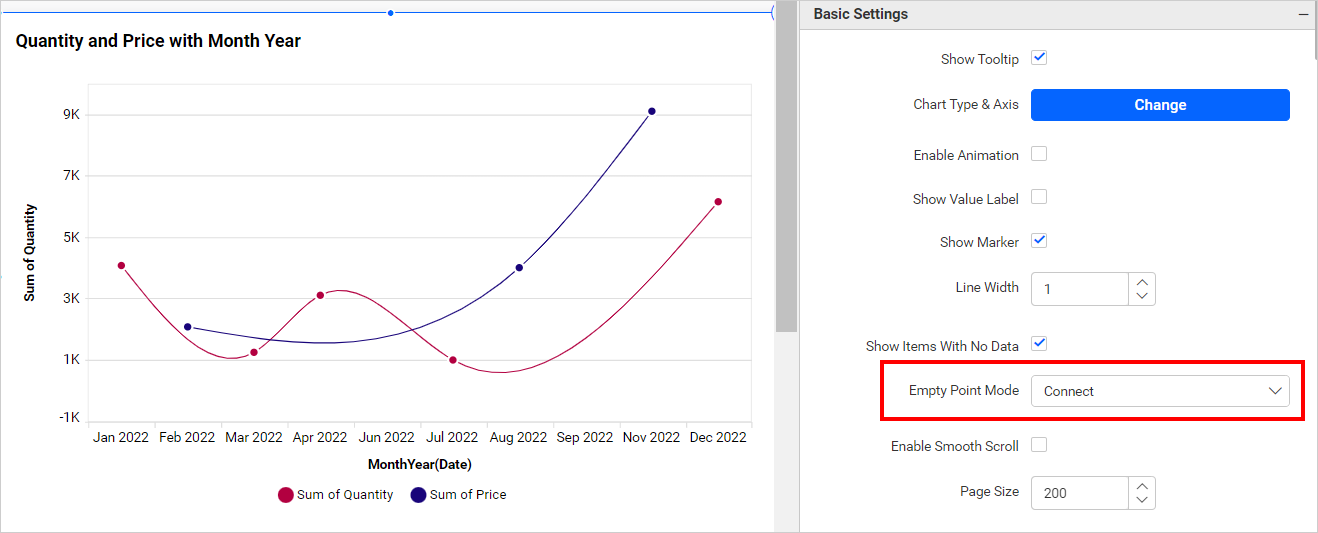 Quantity and Price with Month Year
Sum of Quantity
9K
7K
5K
3K
1K
-1K
Jan 2022 Feb 2022 Mar 2022 Apr 2022 Jun 2022 Jul 2022 Aug 2022 Sep 2022 Nov 2022 Dec 2022
MonthYear(Date)
Sum of Quantity Sum of Price
Basic Settings
Show Tooltip
Chart Type & Axis Change
Enable Animation
Show Value Label
Show Marker
Line Width 1
Show Items With No Data
Empty Point Mode Connect
Enable Smooth Scroll
Page Size 200